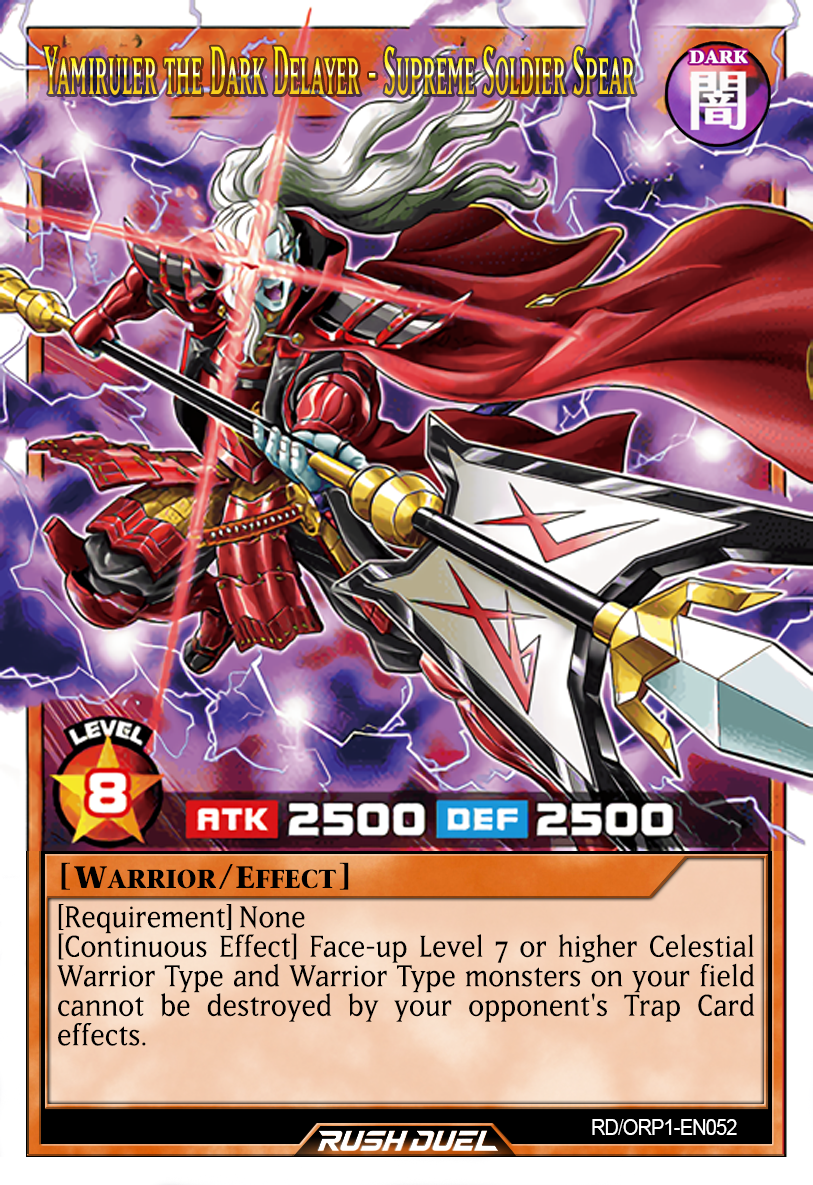 Yamiruler the Dark Delayer - Supreme Soldier Spear
DARK
闇
LEVEL
8
ATK 2500 DEF 2500
[Warrior/Effect]
[Requirement] None
[Continuous Effect] Face-up Level 7 or higher Celestial
Warrior Type and Warrior Type monsters on your field
cannot be destroyed by your opponent's Trap Card
effects.
RD/ORP1-EN052
RUSH DUEL